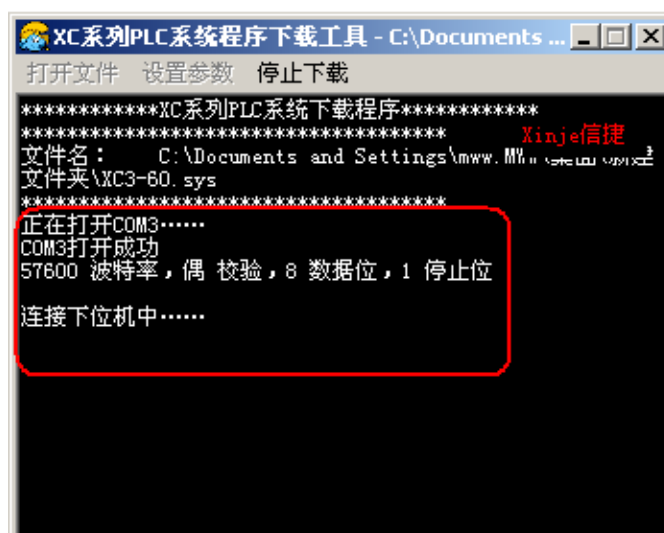 XC系列PLC系统程序下载工具 - C:\Documents ...
打开文件 设置参数 停止下载
************XC系列PLC系统下载程序************
*************************************
Xinje信捷
文件名： C:\Documents and Settings\mww.
文件夹\XC3-60.sys
*************************************
正在打开COM3……
COM3打开成功
57600 波特率，偶 校验，8 数据位，1 停止位
连接下位机中……